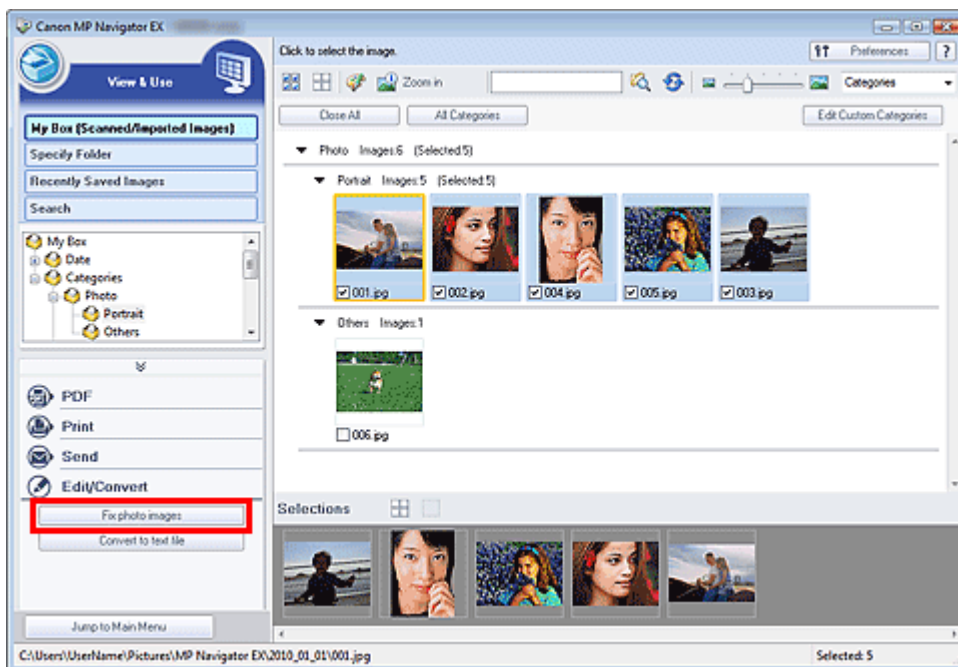 Canon MP Navigator EX
View & Use
My Box (Scanned/Imported Images)
Specify Folder
Recently Saved Images
Search
My Box
Date
Categories
Photo
Portrait
Others
PDF
Print
Send
Edit/Convert
Fix photo images
Convert to text file
Jump to Main Menu
Click to select the image.
Preferences
?
Zoom in
Categories
Close All
All Categories
Edit Custom Categories
Photo Images:6 (Selected:5)
Portrait Images:5 (Selected:5)
001.jpg 002.jpg 004.jpg 005.jpg 003.jpg
Others Images:1
006.jpg
Selections
C:\Users\UserName\Pictures\MP Navigator EX\2010_01_01\001.jpg
Selected: 5